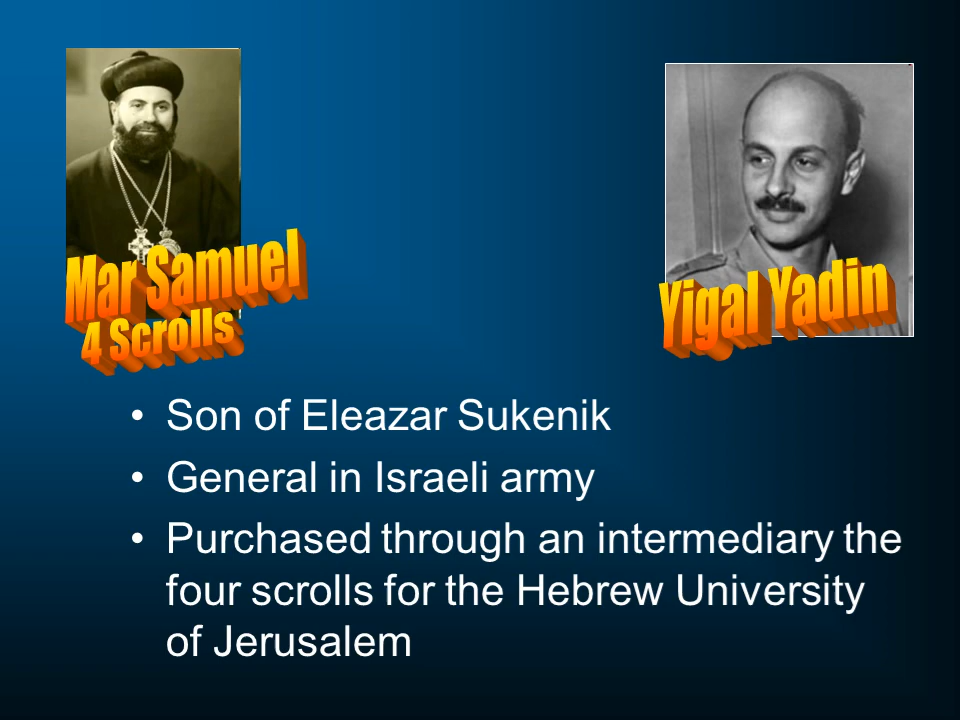 Mar Samuel
4 Scrolls
Yigal Yadin
• Son of Eleazar Sukenik
• General in Israeli army
• Purchased through an intermediary the
four scrolls for the Hebrew University
of Jerusalem